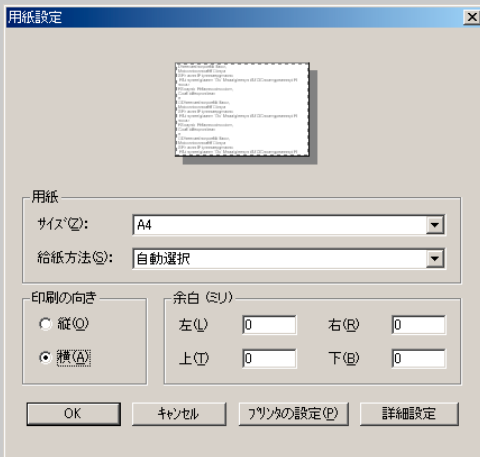 用紙設定
用紙
サイズ(Z):
A4
給紙方法(S):
自動選択
印刷の向き
縦(O)
横(A)
余白 (ミリ)
左(L) 0 右(R) 0
上(T) 0 下(B) 0
OK キャンセル プリンタの設定(P) 詳細設定